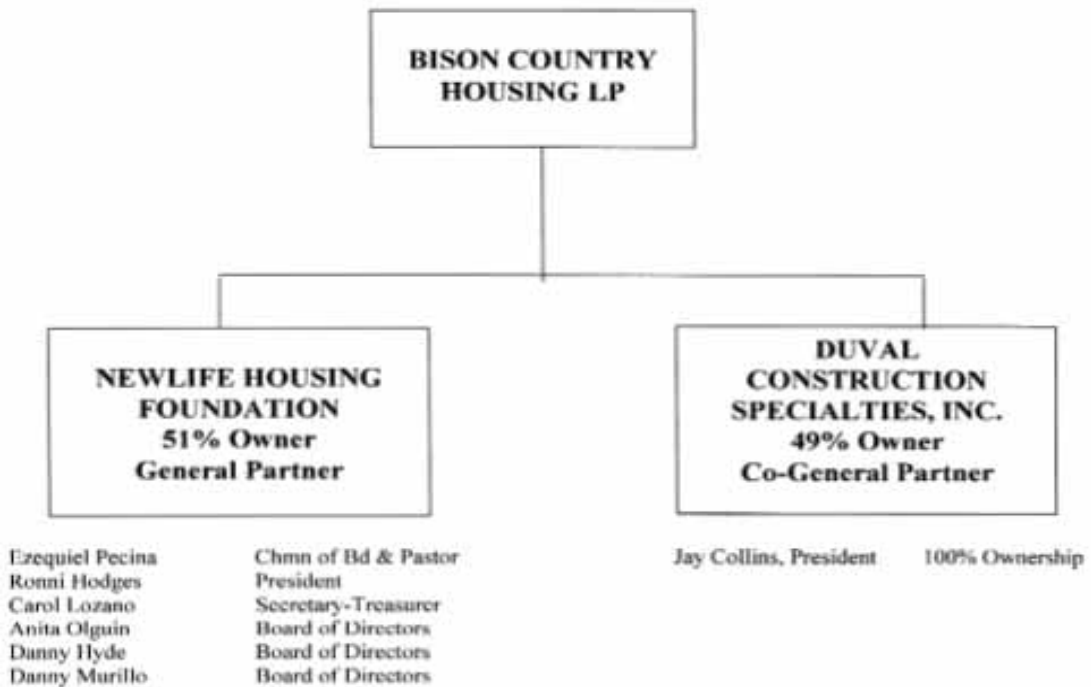 BISON COUNTRY
HOUSING LP
NEWLIFE HOUSING
FOUNDATION
51% Owner
General Partner
DUVAL
CONSTRUCTION
SPECIALTIES, INC.
49% Owner
Co-General Partner
Ezequiel Pecina Chmn of Bd & Pastor
Ronni Hodges President
Carol Lozano Secretary-Treasurer
Anita Olguin Board of Directors
Danny Hyde Board of Directors
Danny Murillo Board of Directors
Jay Collins, President 100% Ownership